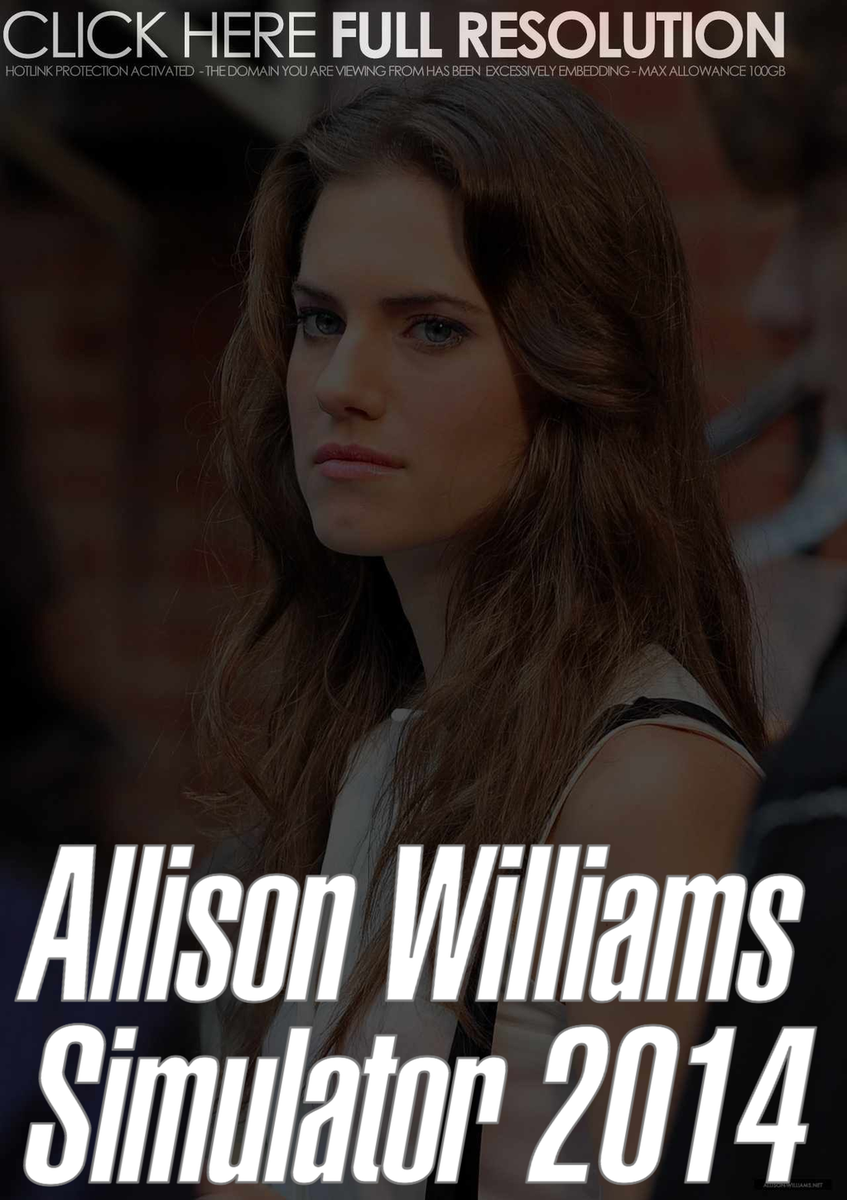 CLICK HERE FULL RESOLUTION
HOTLINK PROTECTION ACTIVATED - THE DOMAIN YOU ARE VIEWING FROM HAS BEEN EXCESSIVELY EMBEDDING - MAX ALLOWANCE 100GB
Allison Williams
Simulator 2014
ALLISON-WILLIAMS.NET